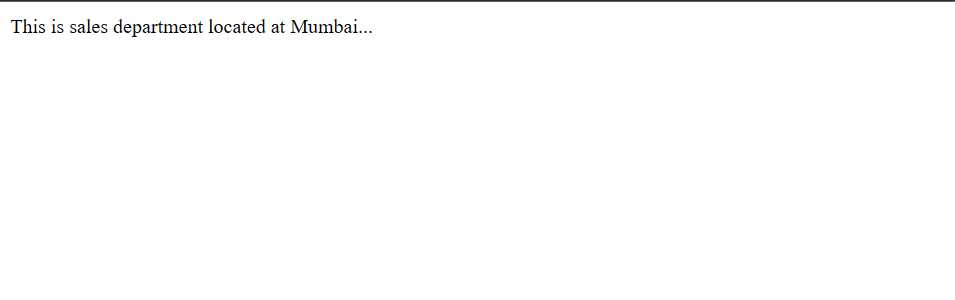 This is sales department located at Mumbai...